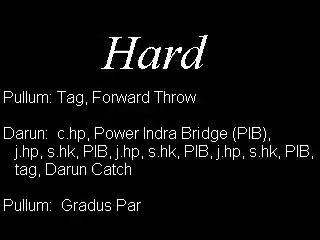 Hard
Pullum: Tag, Forward Throw
Darun:  c.hp, Power Indra Bridge (PIB),
j.hp, s.hk, PIB, j.hp, s.hk, PIB, j.hp, s.hk, PIB,
tag, Darun Catch
Pullum:  Gradus Par